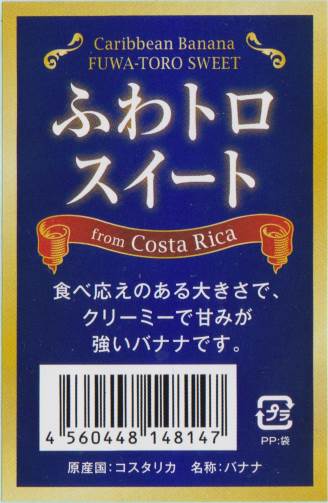 Caribbean Banana
FUWA-TORO SWEET
ふわトロ
スイート
from Costa Rica
食べ応えのある大きさで、
クリーミーで甘みが
強いバナナです。
4 560448 148147
プラ
PP:袋
原産国:コスタリカ 名称:バナナ